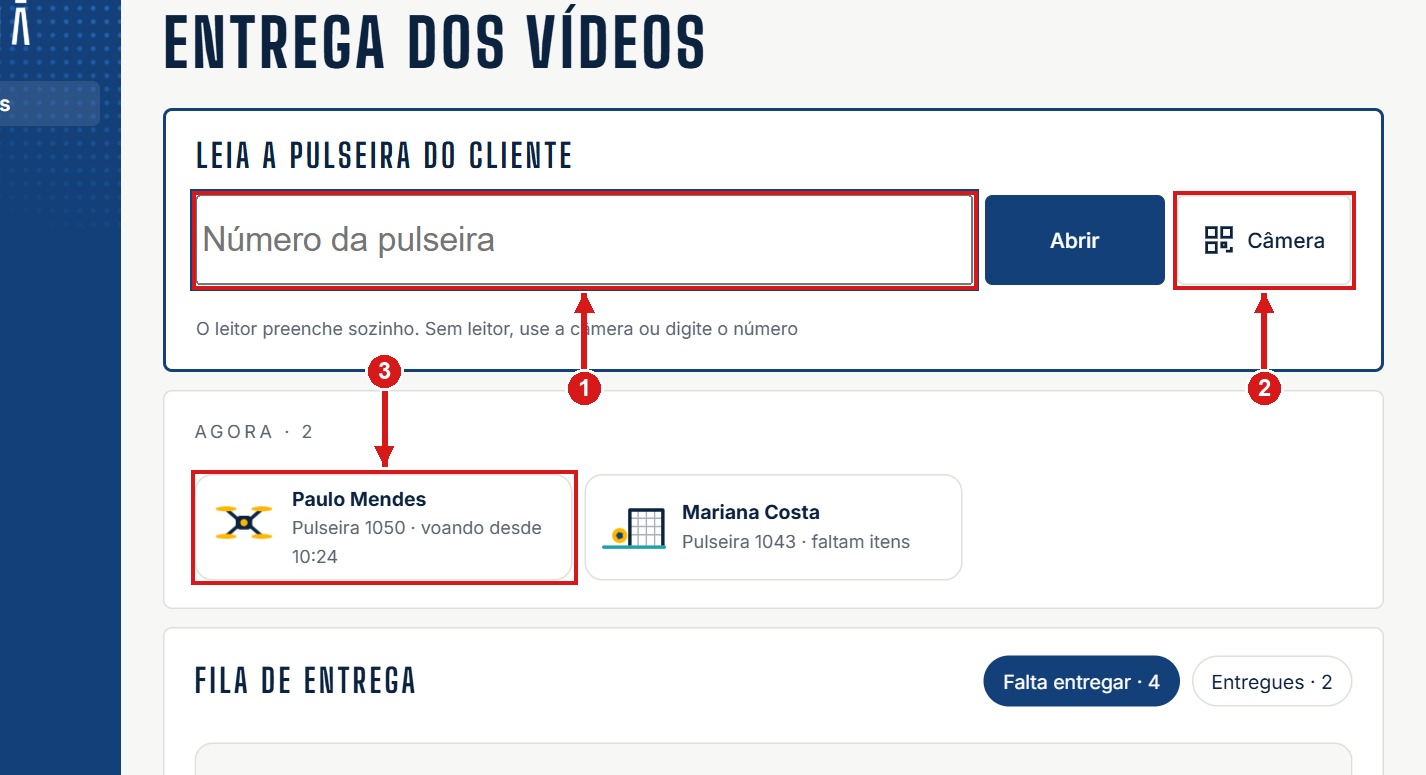 ENTREGA DOS VÍDEOS
s
LEIA A PULSEIRA DO CLIENTE
Número da pulseira
Abrir
Câmera
O leitor preenche sozinho. Sem leitor, use a câmera ou digite o número
3
1
2
AGORA · 2
Paulo Mendes
Pulseira 1050 · voando desde
10:24
Mariana Costa
Pulseira 1043 · faltam itens
FILA DE ENTREGA
Falta entregar · 4
Entregues · 2